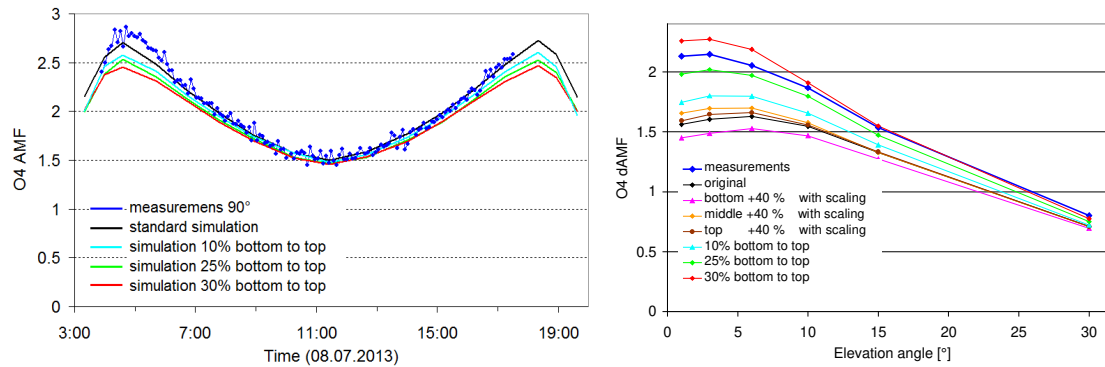 3
2.5
2
1.5
1
0.5
0
O4 AMF
measuremens 90°
standard simulation
simulation 10% bottom to top
simulation 25% bottom to top
simulation 30% bottom to top
3:00 7:00 11:00 15:00 19:00
Time (08.07.2013)
2
1.5
1
0.5
0
O4 dAMF
measurements
original
bottom +40 % with scaling
middle +40 % with scaling
top +40 % with scaling
10% bottom to top
25% bottom to top
30% bottom to top
0 5 10 15 20 25 30
Elevation angle [°]